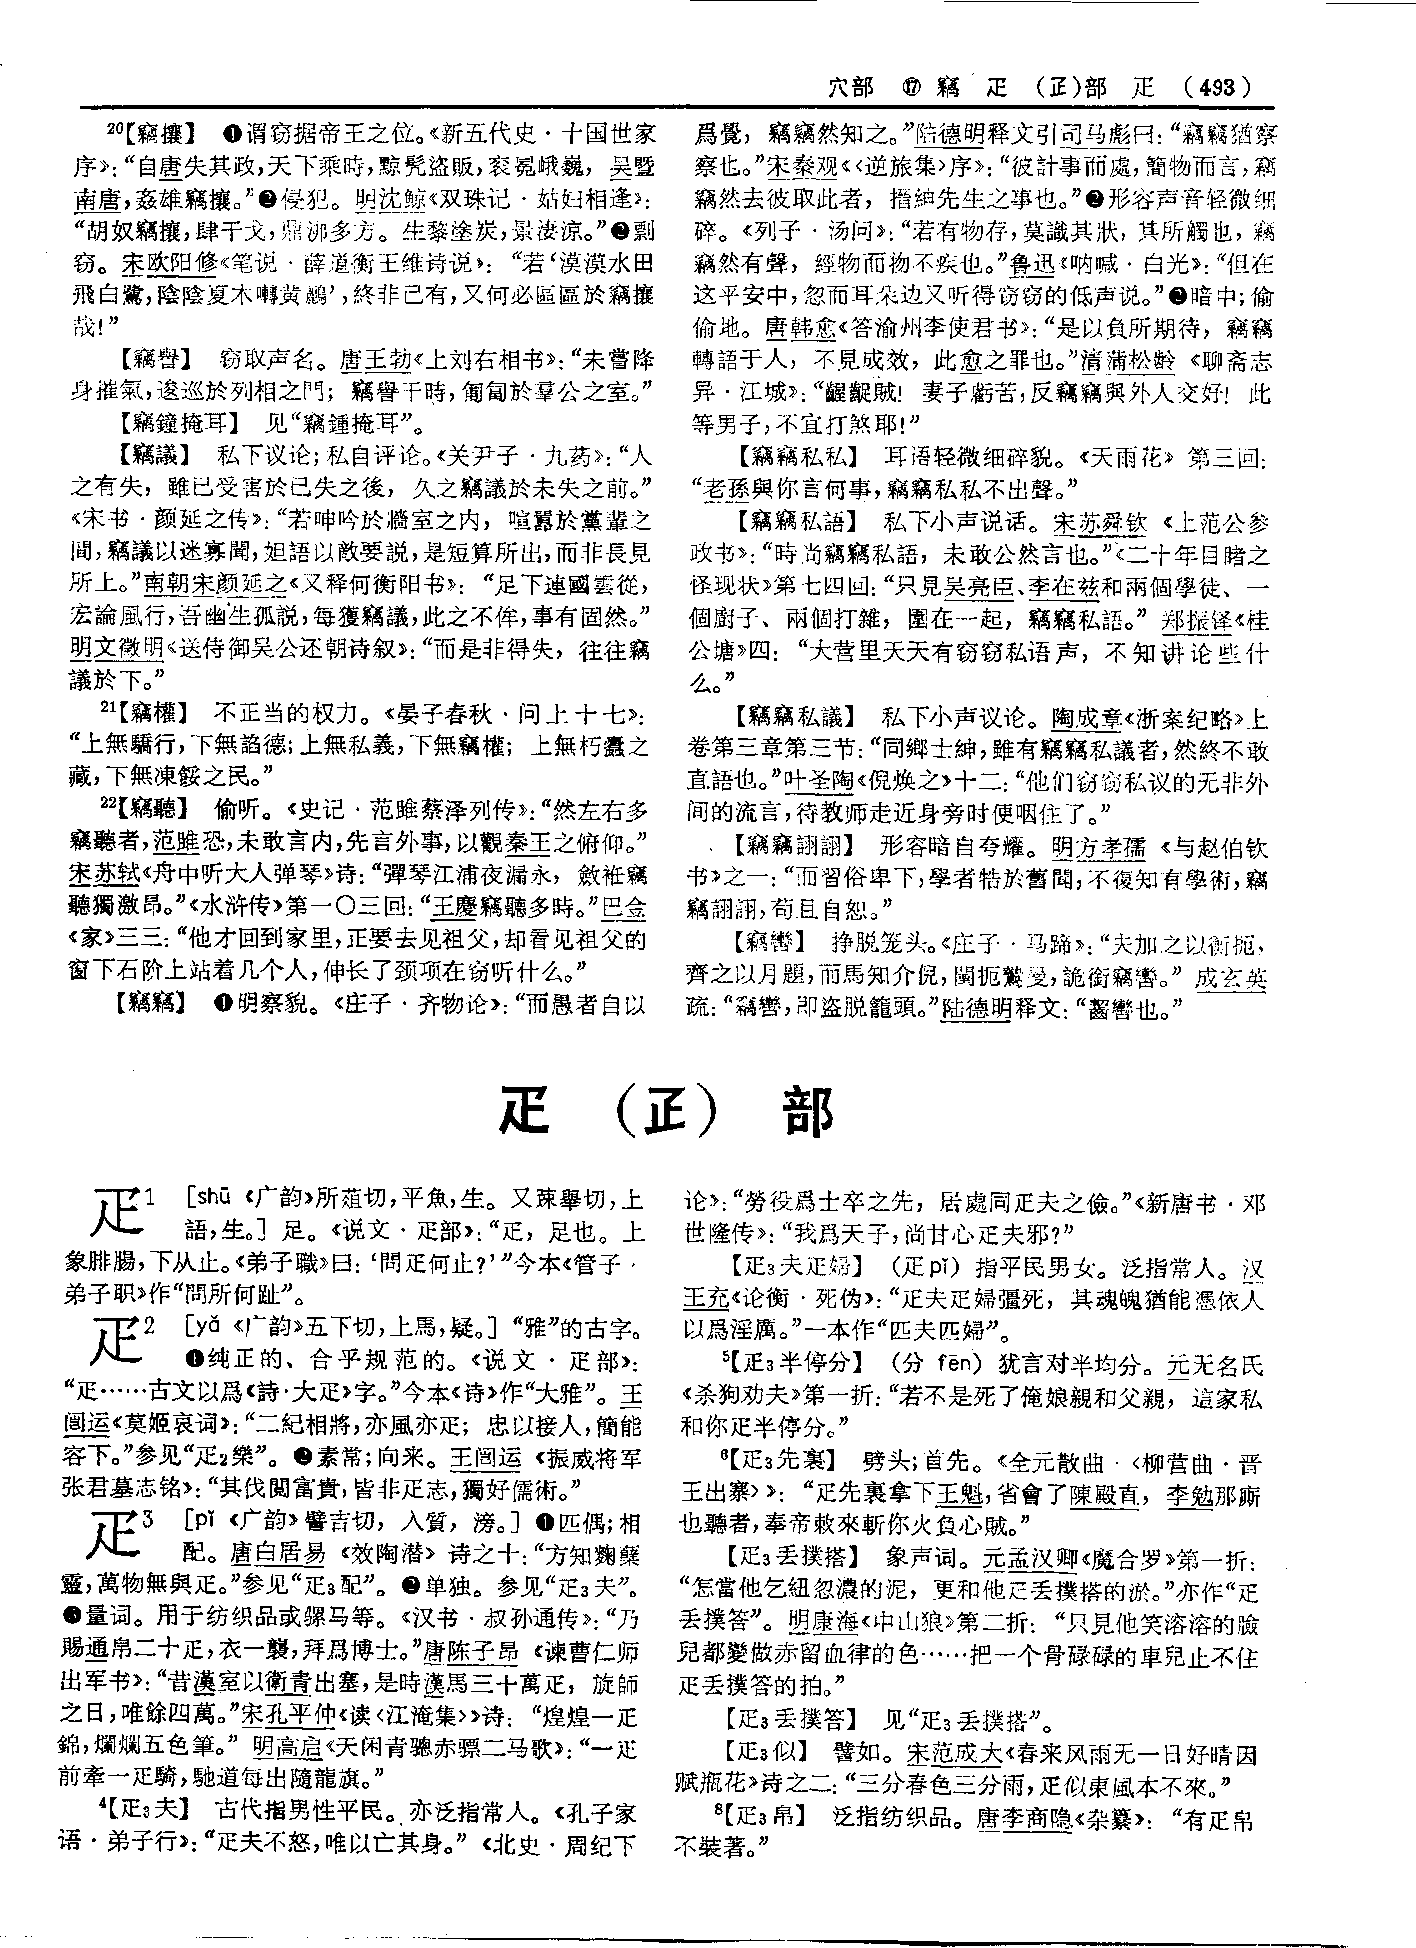 穴部 ⑰ 竊 疋 (𤴔)部 疋 (493)
²⁰【竊攘】 ❶谓窃据帝王之位。《新五代史·十国世家
序》：“自唐失其政，天下乘時，黥髡盜販，衮冕峨巍， 吴暨
南唐，姦雄竊攘。”❷侵犯。明沈鲸《双珠记·姑妇相逢》：
“胡奴竊攘，肆干戈，鼎沸多方。生黎塗炭，景淒凉。”❸剽
窃。宋欧阳修《笔说·薛道衡王维诗说》：“若‘漠漠水田
飛白鷺，陰陰夏木囀黄鸝’，終非己有，又何必區區於竊攘
哉！”
【竊譽】 窃取声名。唐王勃《上刘右相书》：“未嘗降
身摧氣，逡巡於列相之門；竊譽干時，匍匐於羣公之室。”
【竊鐘掩耳】 见“竊鍾掩耳”。
【竊議】 私下议论；私自评论。《关尹子·九药》：“人
之有失，雖已受害於已失之後，久之竊議於未失之前。”
《宋书·颜延之传》：“若呻吟於牆室之内，喧囂於黨輩之
間，竊議以迷寡聞，妲語以敵要説，是短算所出，而非長見
所上。”南朝宋颜延之《又释何衡阳书》：“足下連國雲從，
宏論風行，吾幽生孤説，每獲竊議，此之不侔，事有固然。”
明文徵明《送侍御吴公还朝诗叙》：“而是非得失，往往竊
議於下。”
²¹【竊權】 不正当的权力。《晏子春秋·问上十七》：
“上無驕行，下無諂德；上無私義，下無竊權；上無朽蠹之
藏，下無凍餒之民。”
²²【竊聽】 偷听。《史记·范雎蔡泽列传》：“然左右多
竊聽者，范雎恐，未敢言内，先言外事，以觀秦王之俯仰。”
宋苏轼《舟中听大人弹琴》诗：“彈琴江浦夜漏永，斂衽竊
聽獨激昂。”《水浒传》第一〇三回：“王慶竊聽多時。”巴金
《家》三三：“他才回到家里，正要去见祖父，却看见祖父的
窗下石阶上站着几个人，伸长了颈项在窃听什么。”
【竊竊】 ❶明察貌。《庄子·齐物论》：“而愚者自以
爲覺，竊竊然知之。”陆德明释文引司马彪曰：“竊竊猶察
察也。”宋秦观《〈逆旅集〉序》：“彼計事而處，簡物而言，竊
竊然去彼取此者，搢紳先生之事也。”❷形容声音轻微细
碎。《列子·汤问》：“若有物存，莫識其狀，其所觸也，竊
竊然有聲，經物而物不疾也。”鲁迅《呐喊·白光》：“但在
这平安中，忽而耳朵边又听得窃窃的低声说。”❸暗中；偷
偷地。唐韩愈《答渝州李使君书》：“是以負所期待，竊竊
轉語于人，不見成效，此愈之罪也。”清蒲松龄《聊斋志
异·江城》：“齷齪賊！妻子虧苦，反竊竊與外人交好！此
等男子，不宜打煞耶！”
【竊竊私私】 耳语轻微细碎貌。《天雨花》第三回：
“老孫與你言何事，竊竊私私不出聲。”
【竊竊私語】 私下小声说话。宋苏舜钦《上范公参
政书》：“時尚竊竊私語，未敢公然言也。”《二十年目睹之
怪现状》第七四回：“只見吴亮臣、李在兹和兩個學徒、一
個廚子、兩個打雜，圍在一起，竊竊私語。”郑振铎《桂
公塘》四：“大营里天天有窃窃私语声，不知讲论些什
么。”
【竊竊私議】 私下小声议论。陶成章《浙案纪略》上
卷第三章第三节：“同鄉士紳，雖有竊竊私議者，然終不敢
直語也。”叶圣陶《倪焕之》十二：“他们窃窃私议的无非外
间的流言，待教师走近身旁时便咽住了。”
【竊竊詡詡】 形容暗自夸耀。明方孝孺《与赵伯钦
书》之一：“而習俗卑下，學者牿於舊聞，不復知有學術，竊
竊詡詡，苟且自恕。”
【竊轡】 挣脱笼头。《庄子·马蹄》：“夫加之以衡扼，
齊之以月題，而馬知介倪，闉扼鷙曼，詭銜竊轡。”成玄英
疏：“竊轡，即盗脱籠頭。”陆德明释文：“齧轡也。”
疋 (𤴔) 部
疋¹ [shū 《广韵》所葅切，平魚，生。又疎舉切，上
語，生。] 足。《说文·疋部》：“疋，足也。上
象腓腸，下从止。《弟子職》曰：‘問疋何止？’”今本《管子·
弟子职》作“問所何趾”。
疋² [yǎ 《广韵》五下切，上馬，疑。] “雅”的古字。
❶纯正的、合乎规范的。《说文·疋部》：
“疋……古文以爲《詩·大疋》字。”今本《诗》作“大雅”。王
闿运《莫姬哀词》：“二紀相將，亦風亦疋；忠以接人，簡能
容下。”参见“疋₂樂”。❷素常；向来。王闿运《振威将军
张君墓志铭》：“其伐閲富貴，皆非疋志，獨好儒術。”
疋³ [pǐ 《广韵》譬吉切，入質，滂。] ❶匹偶；相
配。唐白居易《效陶潜》诗之十：“方知麴糵
靈，萬物無與疋。”参见“疋₃配”。❷单独。参见“疋₃夫”。
❸量词。用于纺织品或骡马等。《汉书·叔孙通传》：“乃
賜通帛二十疋，衣一襲，拜爲博士。”唐陈子昂《谏曹仁师
出军书》：“昔漢室以衛青出塞，是時漢馬三十萬疋，旋師
之日，唯餘四萬。”宋孔平仲《读〈江淹集〉》诗：“煌煌一疋
錦，爛爛五色筆。”明高启《天闲青骢赤骠二马歌》：“一疋
前牽一疋騎，馳道每出隨龍旗。”
⁴【疋₃夫】 古代指男性平民。亦泛指常人。《孔子家
语·弟子行》：“疋夫不怒，唯以亡其身。”《北史·周纪下
论》：“勞役爲士卒之先，居處同疋夫之儉。”《新唐书·邓
世隆传》：“我爲天子，尚甘心疋夫邪？”
【疋₃夫疋婦】 （疋pǐ）指平民男女。泛指常人。汉
王充《论衡·死伪》：“疋夫疋婦彊死，其魂魄猶能憑依人
以爲淫厲。”一本作“匹夫匹婦”。
⁵【疋₃半停分】 （分 fēn）犹言对半均分。元无名氏
《杀狗劝夫》第一折：“若不是死了俺娘親和父親，這家私
和你疋半停分。”
⁶【疋₃先裏】 劈头；首先。《全元散曲·〈柳营曲·晋
王出寨〉》：“疋先裏拿下王魁，省會了陳殿直，李勉那廝
也聽者，奉帝敕來斬你火負心賊。”
【疋₃丢撲搭】 象声词。元孟汉卿《魔合罗》第一折：
“怎當他乞紐忽濃的泥，更和他疋丢撲搭的淤。”亦作“疋
丢撲答”。明康海《中山狼》第二折：“只見他笑溶溶的臉
兒都變做赤留血律的色……把一个骨碌碌的車兒止不住
疋丢撲答的拍。”
【疋₃丢撲答】 见“疋₃丢撲搭”。
【疋₃似】 譬如。宋范成大《春来风雨无一日好晴因
赋瓶花》诗之二：“三分春色三分雨，疋似東風本不來。”
⁸【疋₃帛】 泛指纺织品。唐李商隐《杂纂》：“有疋帛
不裝著。”